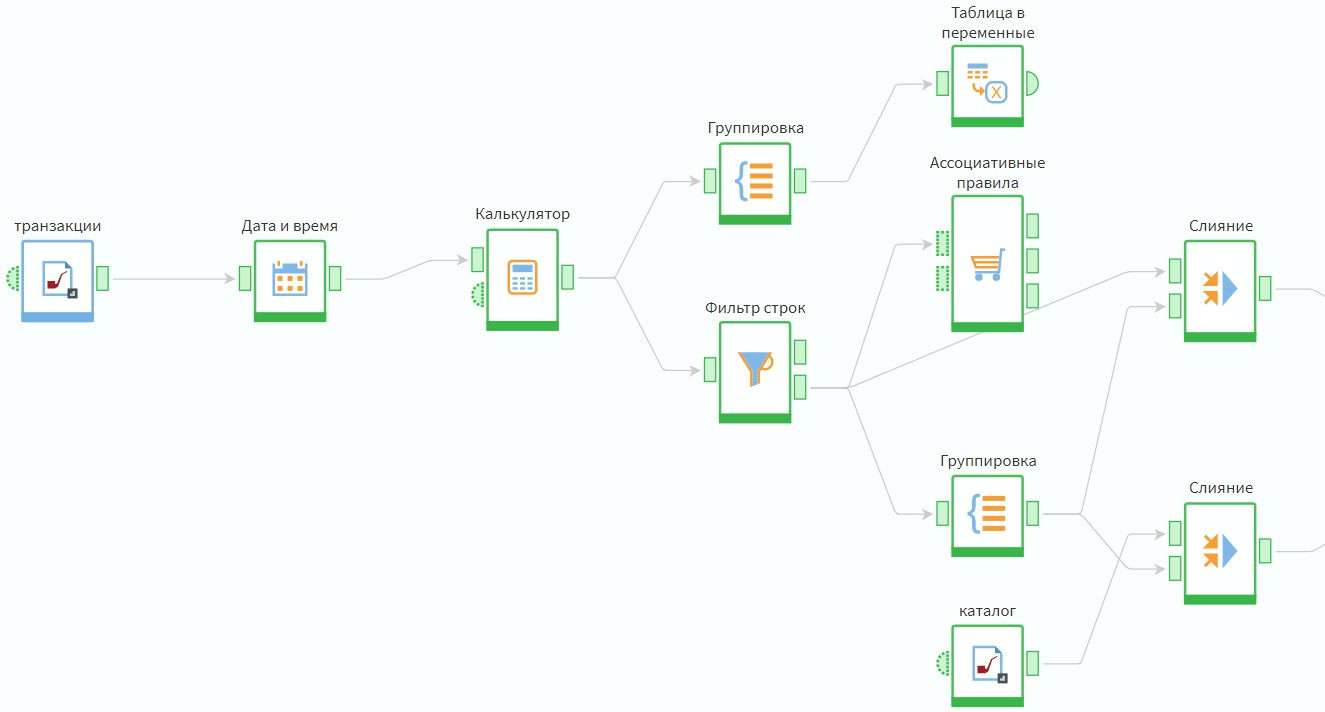 Таблица в
переменные
Группировка
Ассоциативные
правила
транзакции
Дата и время
Калькулятор
Слияние
Фильтр строк
Группировка
Слияние
каталог